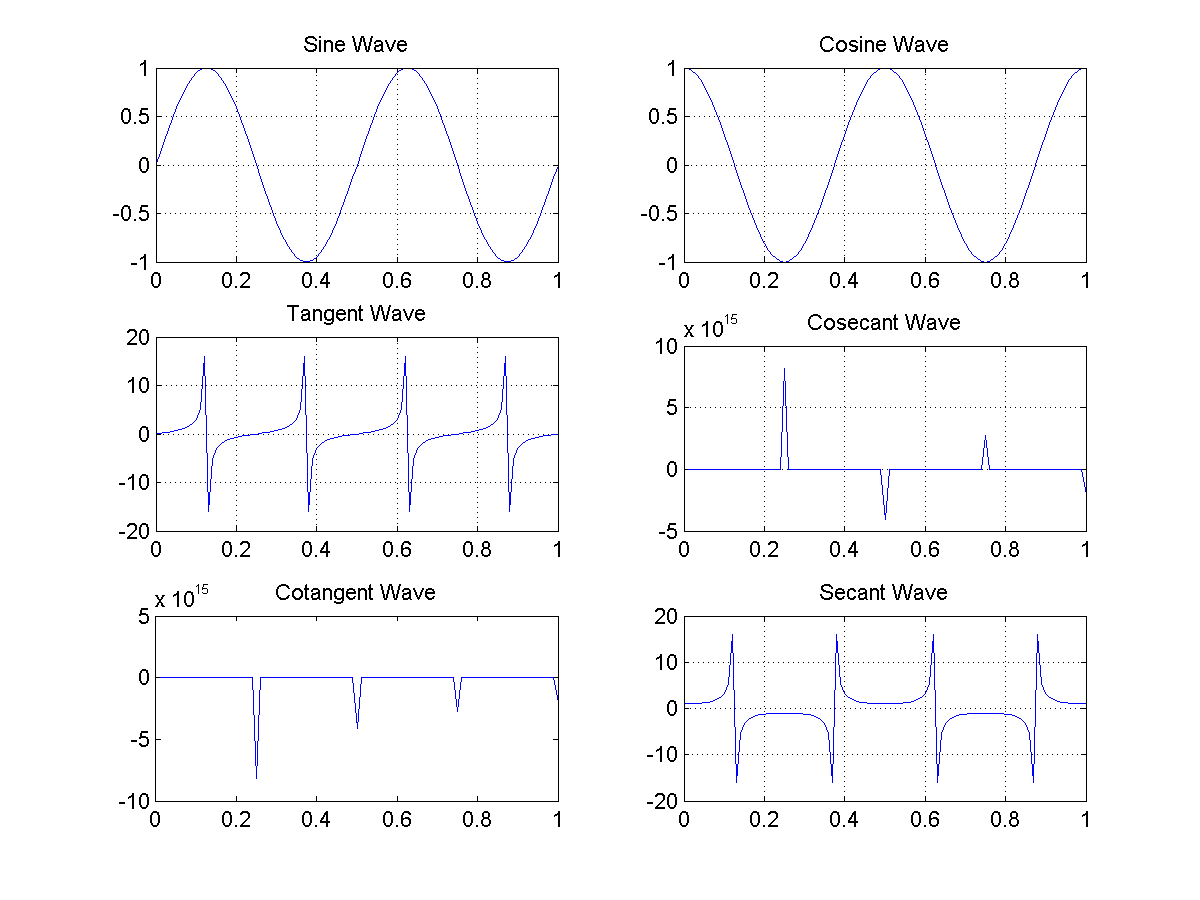 Sine Wave
1
0.5
0
-0.5
-1
0 0.2 0.4 0.6 0.8 1
Cosine Wave
1
0.5
0
-0.5
-1
0 0.2 0.4 0.6 0.8 1
Tangent Wave
20
10
0
-10
-20
0 0.2 0.4 0.6 0.8 1
x 10^15 Cosecant Wave
10
5
0
-5
0 0.2 0.4 0.6 0.8 1
x 10^15 Cotangent Wave
5
0
-5
-10
0 0.2 0.4 0.6 0.8 1
Secant Wave
20
10
0
-10
-20
0 0.2 0.4 0.6 0.8 1